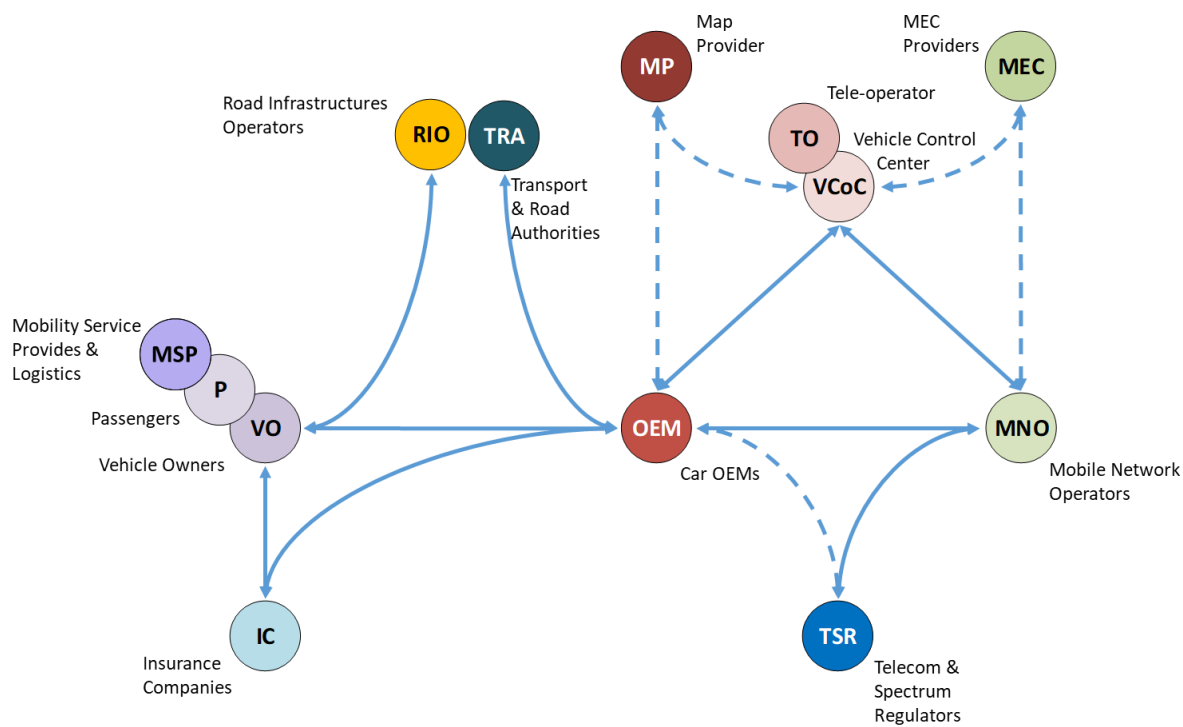 Map
Provider
MP
MEC
Providers
MEC
Tele-operator
TO
Vehicle Control
Center
VCoC
Road Infrastructures
Operators
RIO
TRA
Transport
& Road
Authorities
Mobility Service
Provides &
Logistics
MSP
P
Passengers
VO
Vehicle Owners
OEM
Car OEMs
MNO
Mobile Network
Operators
IC
Insurance
Companies
TSR
Telecom &
Spectrum
Regulators